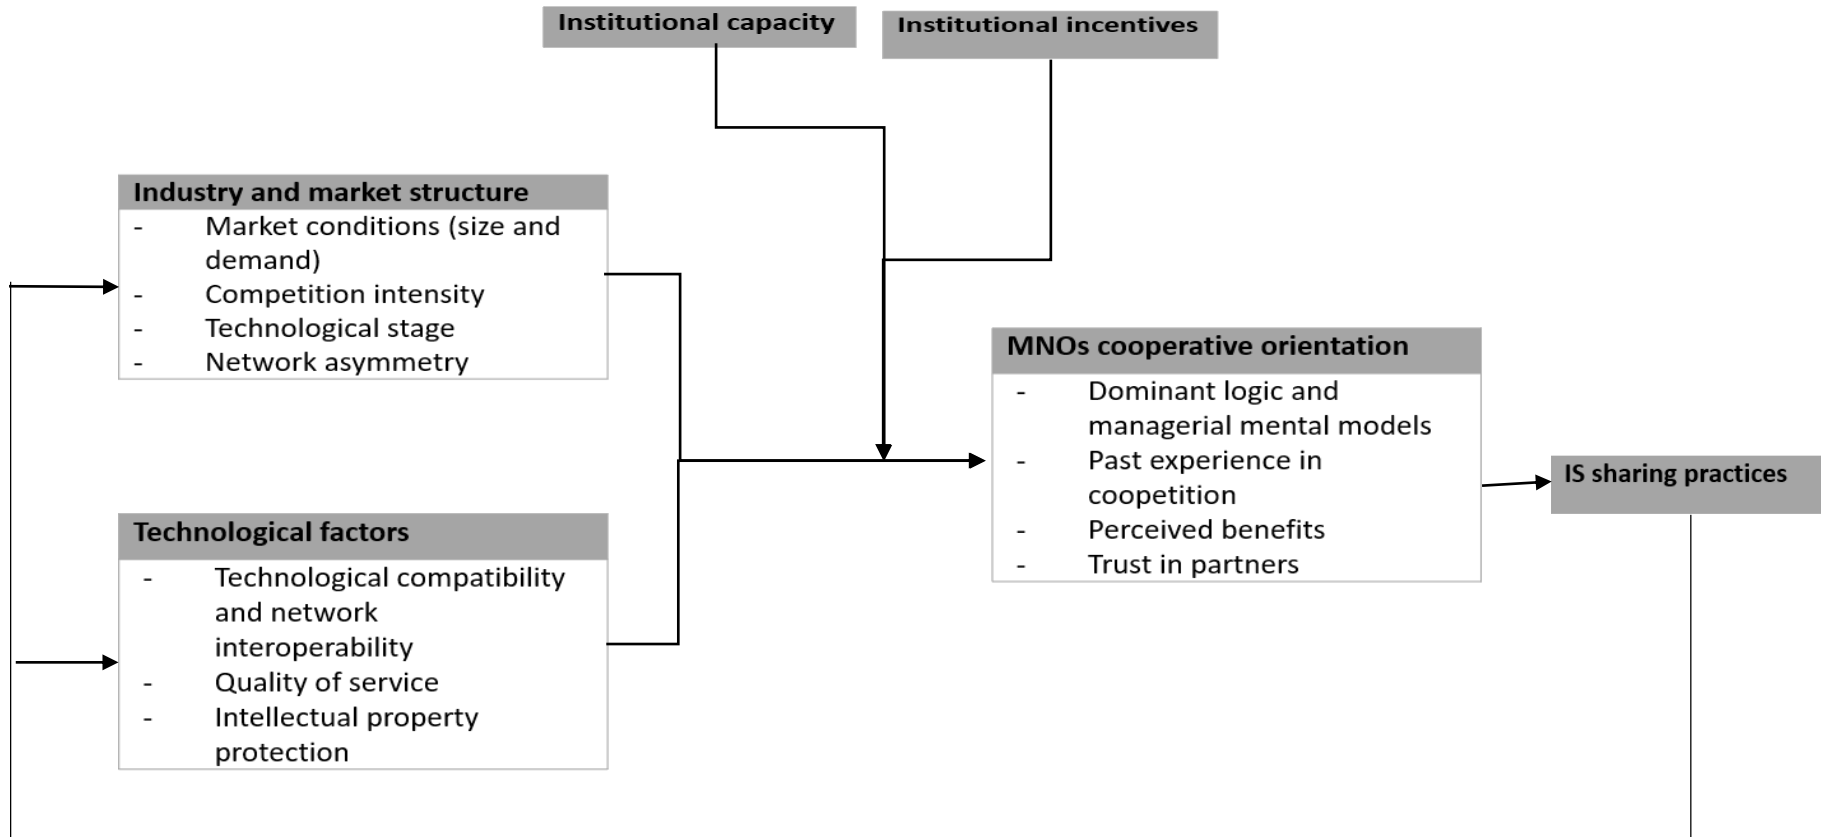 Institutional capacity
Institutional incentives
Industry and market structure
- Market conditions (size and
demand)
- Competition intensity
- Technological stage
- Network asymmetry
Technological factors
- Technological compatibility
and network
interoperability
- Quality of service
- Intellectual property
protection
MNOs cooperative orientation
- Dominant logic and
managerial mental models
- Past experience in
coopetition
- Perceived benefits
- Trust in partners
IS sharing practices